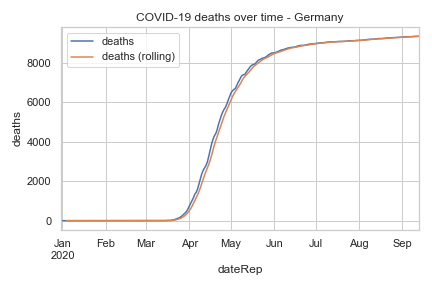 COVID-19 deaths over time - Germany
deaths
deaths (rolling)
8000
6000
4000
2000
0
deaths
Jan Feb Mar Apr May Jun Jul Aug Sep
2020
dateRep